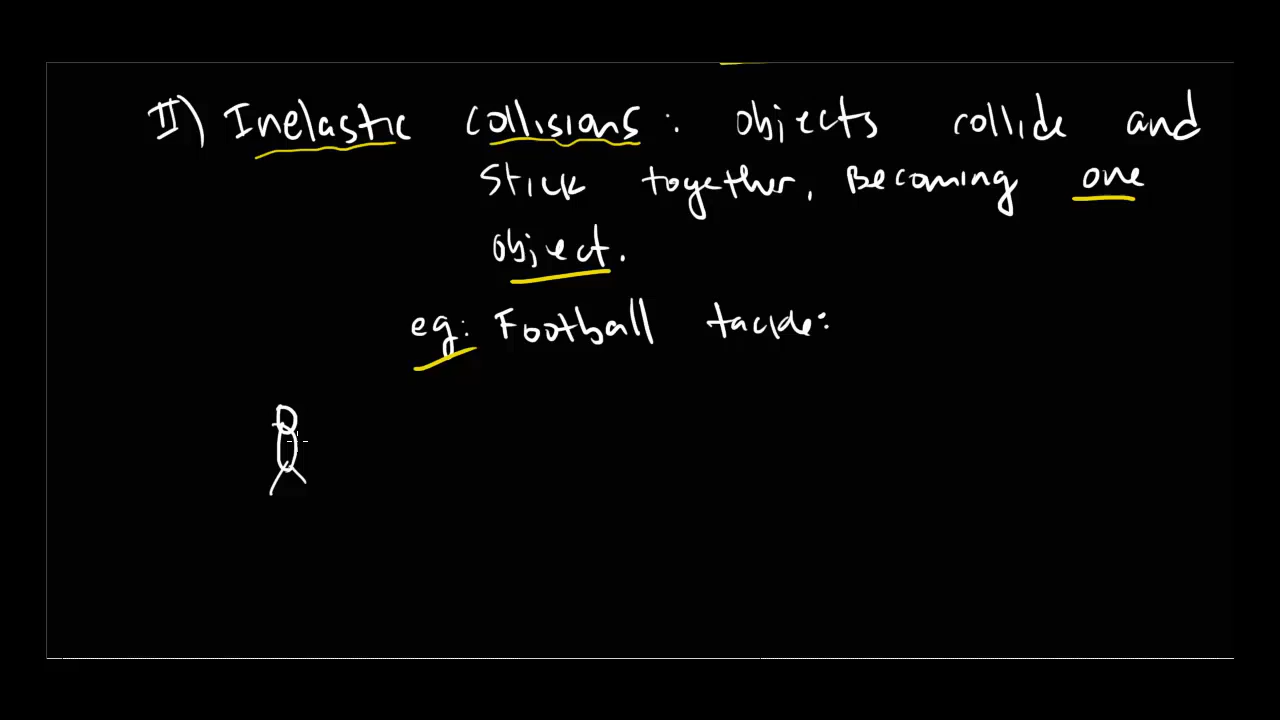 II) Inelastic collisions: objects collide and
stick together, Becoming one
object.
eg: Football tackle: